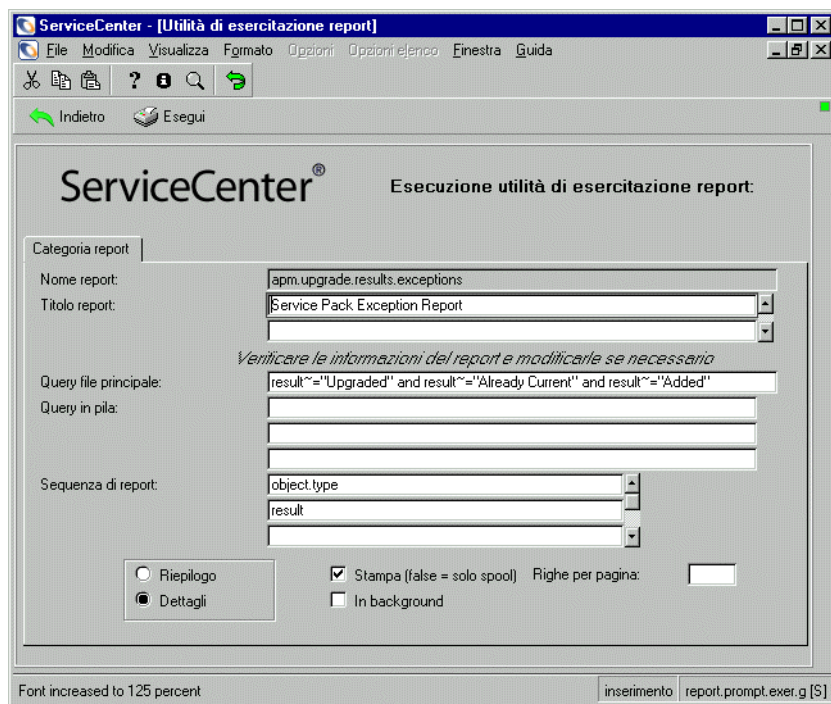 ServiceCenter - [Utilità di esercitazione report]
File Modifica Visualizza Formato Opzioni Opzioni elenco Finestra Guida
Indietro Esegui
ServiceCenter® Esecuzione utilità di esercitazione report:
Categoria report
Nome report: apm.upgrade.results.exceptions
Titolo report: Service Pack Exception Report
Verificare le informazioni del report e modificarle se necessario
Query file principale: result~="Upgraded" and result~="Already Current" and result~="Added"
Query in pila:
Sequenza di report: object.type
result
Riepilogo Stampa (false = solo spool) Righe per pagina:
Dettagli In background
Font increased to 125 percent inserimento report.prompt.exer.g [S]